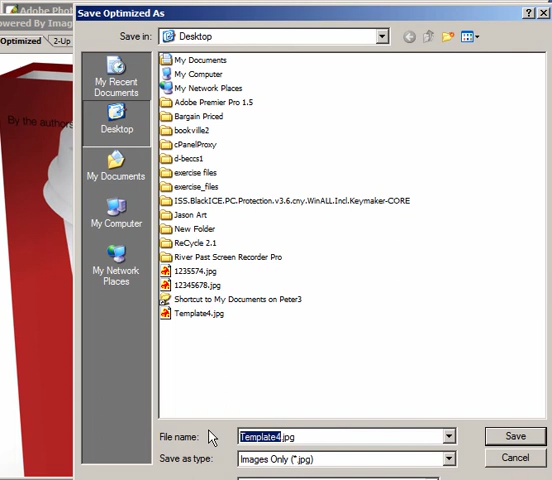 Adobe Phot
Save Optimized As
owered By Imag
Optimized
2-Up
Save in:
Desktop
My Recent
Documents
Desktop
My Documents
My Computer
My Network
Places
My Documents
My Computer
My Network Places
Adobe Premier Pro 1.5
Bargain Priced
bookville2
cPanelProxy
d-beccs1
exercise files
exercise_files
ISS.BlackICE.PC.Protection.v3.6.cny.WinALL.Incl.Keymaker-CORE
Jason Art
New Folder
ReCycle 2.1
River Past Screen Recorder Pro
1235574.jpg
12345678.jpg
Shortcut to My Documents on Peter3
Template4.jpg
By the authors
File name:
Template4.jpg
Save
Save as type:
Images Only (*.jpg)
Cancel